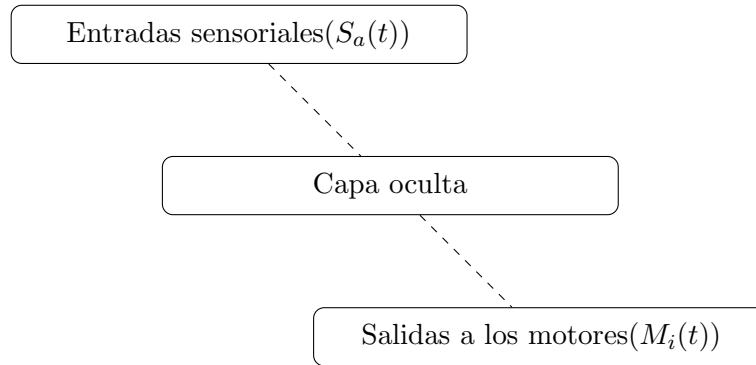 Entradas sensoriales(S_a(t))
Capa oculta
Salidas a los motores(M_i(t))